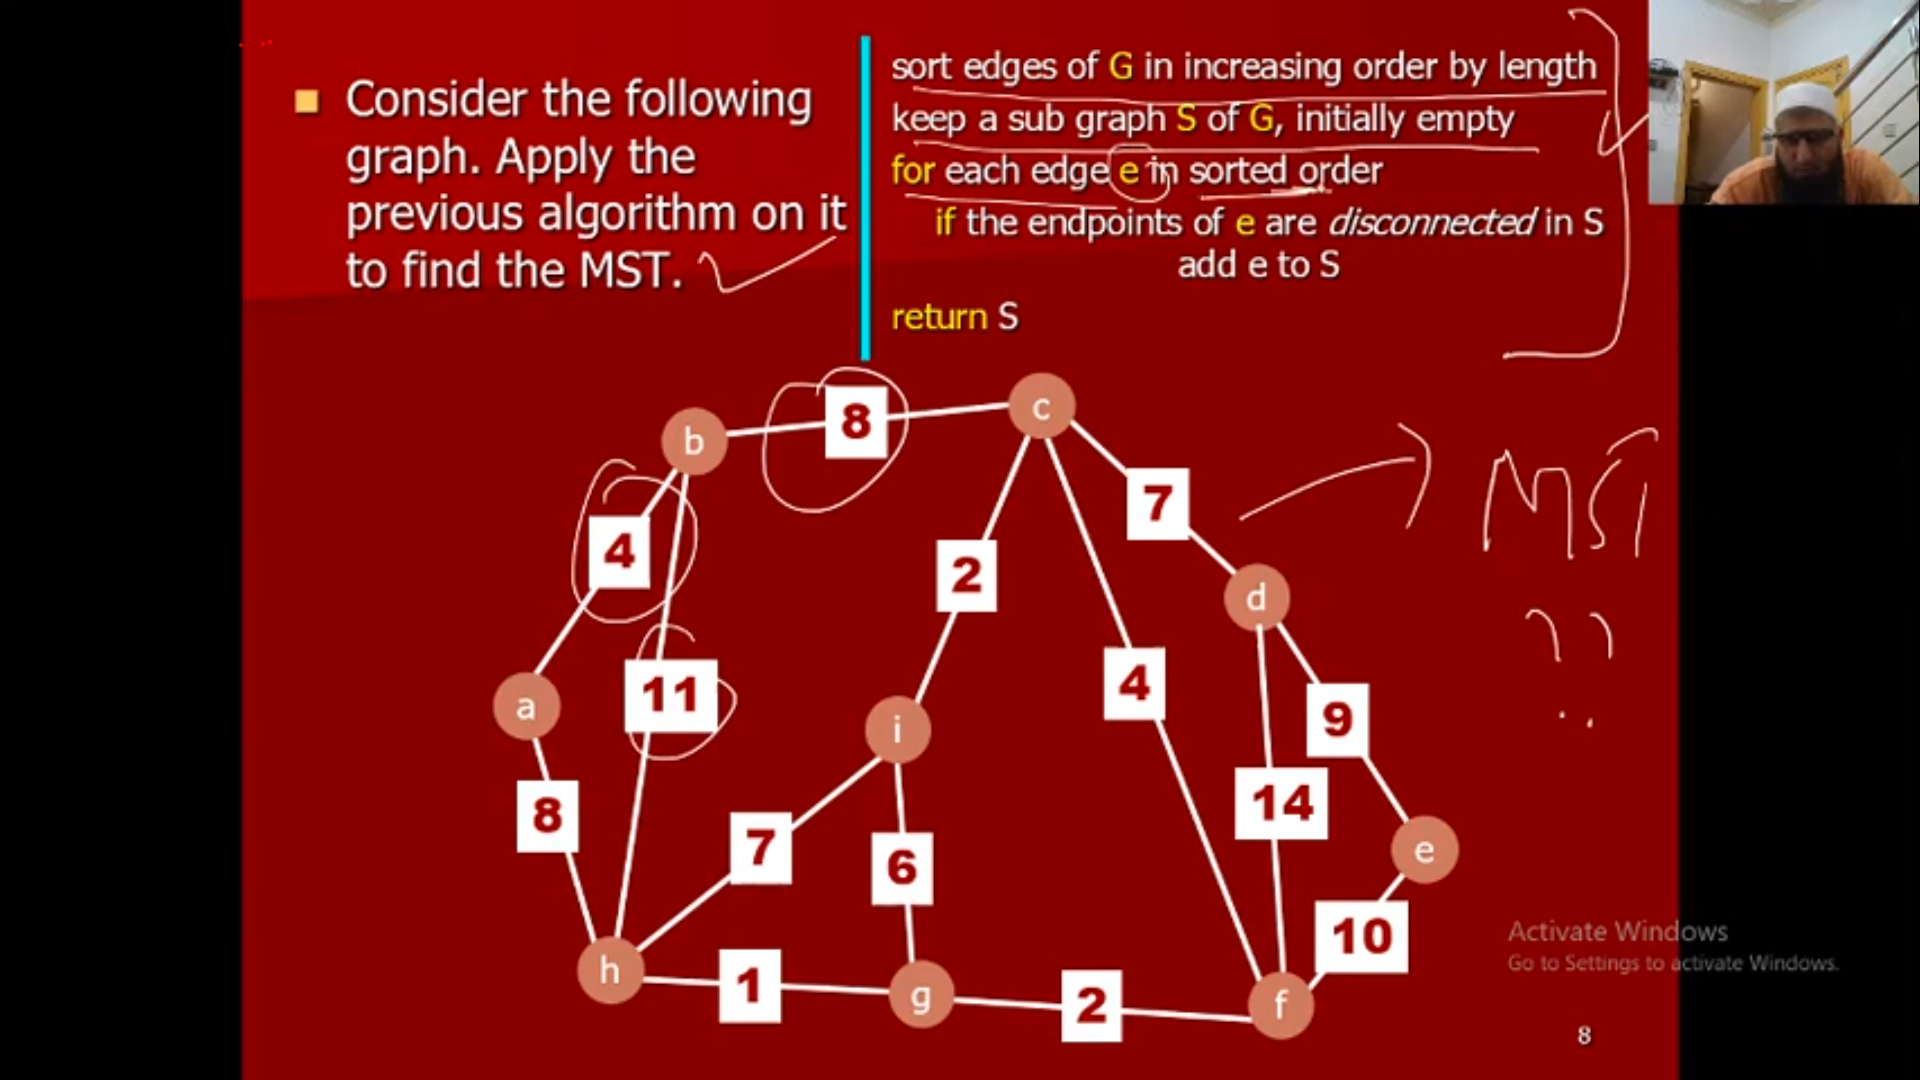 Consider the following
graph. Apply the
previous algorithm on it
to find the MST.
sort edges of G in increasing order by length
keep a sub graph S of G, initially empty
for each edge e in sorted order
if the endpoints of e are disconnected in S
add e to S
return S
b
8
c
4
7
MST
??
2
d
11
4
a
i
9
8
7
6
14
e
10
h
1
g
2
f
Activate Windows
Go to Settings to activate Windows.
8